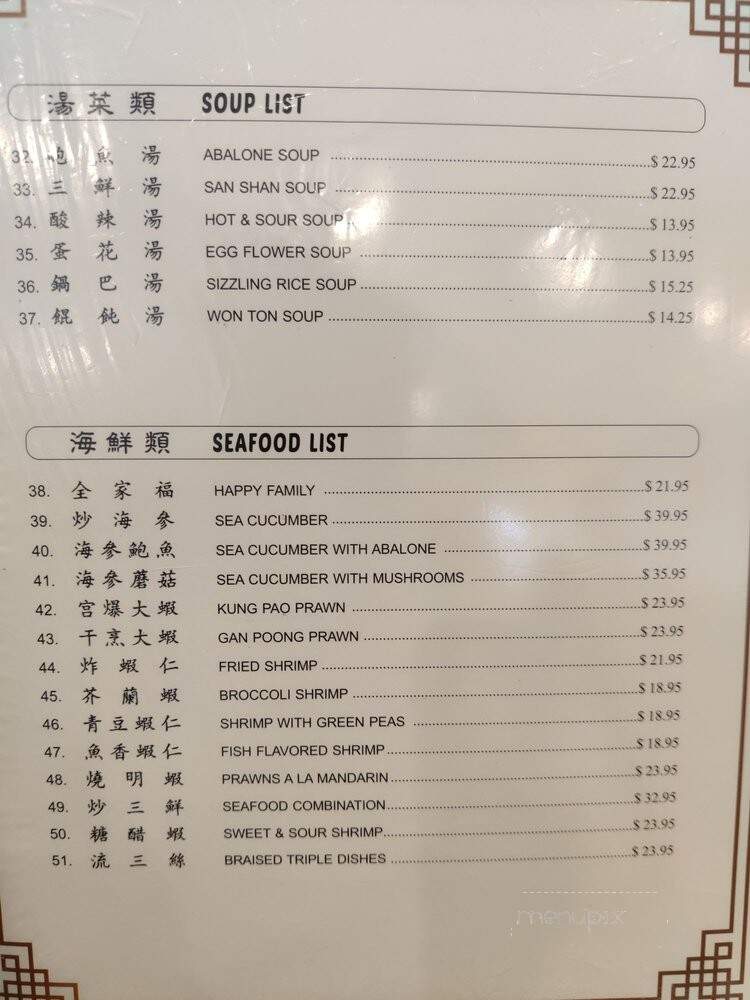 湯菜類 SOUP LIST
32. 鮑魚湯 ABALONE SOUP $ 22.95
33. 三鮮湯 SAN SHAN SOUP $ 22.95
34. 酸辣湯 HOT & SOUR SOUP $ 13.95
35. 蛋花湯 EGG FLOWER SOUP $ 13.95
36. 鍋巴湯 SIZZLING RICE SOUP $ 15.25
37. 餛飩湯 WON TON SOUP $ 14.25
海鮮類 SEAFOOD LIST
38. 全家福 HAPPY FAMILY $ 21.95
39. 炒海參 SEA CUCUMBER $ 39.95
40. 海參鮑魚 SEA CUCUMBER WITH ABALONE $ 39.95
41. 海參蘑菇 SEA CUCUMBER WITH MUSHROOMS $ 35.95
42. 宮爆大蝦 KUNG PAO PRAWN $ 23.95
43. 干烹大蝦 GAN POONG PRAWN $ 23.95
44. 炸蝦仁 FRIED SHRIMP $ 21.95
45. 芥蘭蝦 BROCCOLI SHRIMP $ 18.95
46. 青豆蝦仁 SHRIMP WITH GREEN PEAS $ 18.95
47. 魚香蝦仁 FISH FLAVORED SHRIMP $ 18.95
48. 燒明蝦 PRAWNS A LA MANDARIN $ 23.95
49. 炒三鮮 SEAFOOD COMBINATION $ 32.95
50. 糖醋蝦 SWEET & SOUR SHRIMP $ 23.95
51. 流三絲 BRAISED TRIPLE DISHES $ 23.95
menupix